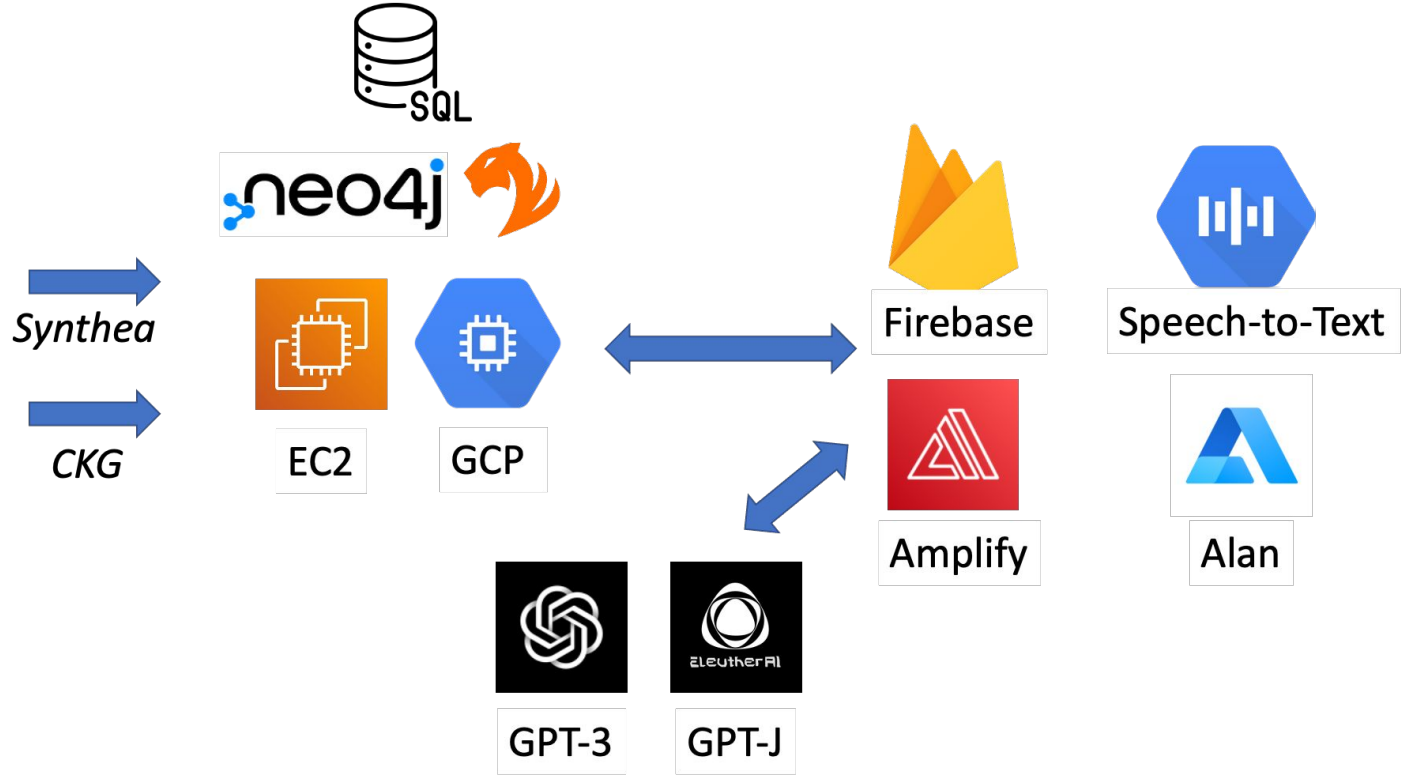 SQL
neo4j
Synthea
CKG
EC2
GCP
Firebase
Speech-to-Text
Amplify
Alan
EleutherAI
GPT-3
GPT-J